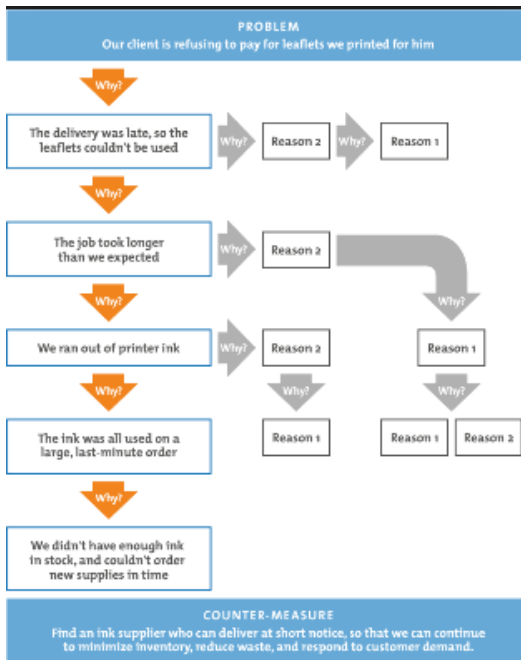 PROBLEM
Our client is refusing to pay for leaflets we printed for him
Why?
The delivery was late, so the
leaflets couldn't be used
Why?
Reason 2
Why?
Reason 1
Why?
The job took longer
than we expected
Why?
Reason 2
Why?
Why?
We ran out of printer ink
Why?
Reason 2
Reason 1
Why?
Why?
Why?
The ink was all used on a
large, last-minute order
Reason 1
Reason 1
Reason 2
Why?
We didn't have enough ink
in stock, and couldn't order
new supplies in time
COUNTER-MEASURE
Find an ink supplier who can deliver at short notice, so that we can continue
to minimize inventory, reduce waste, and respond to customer demand.